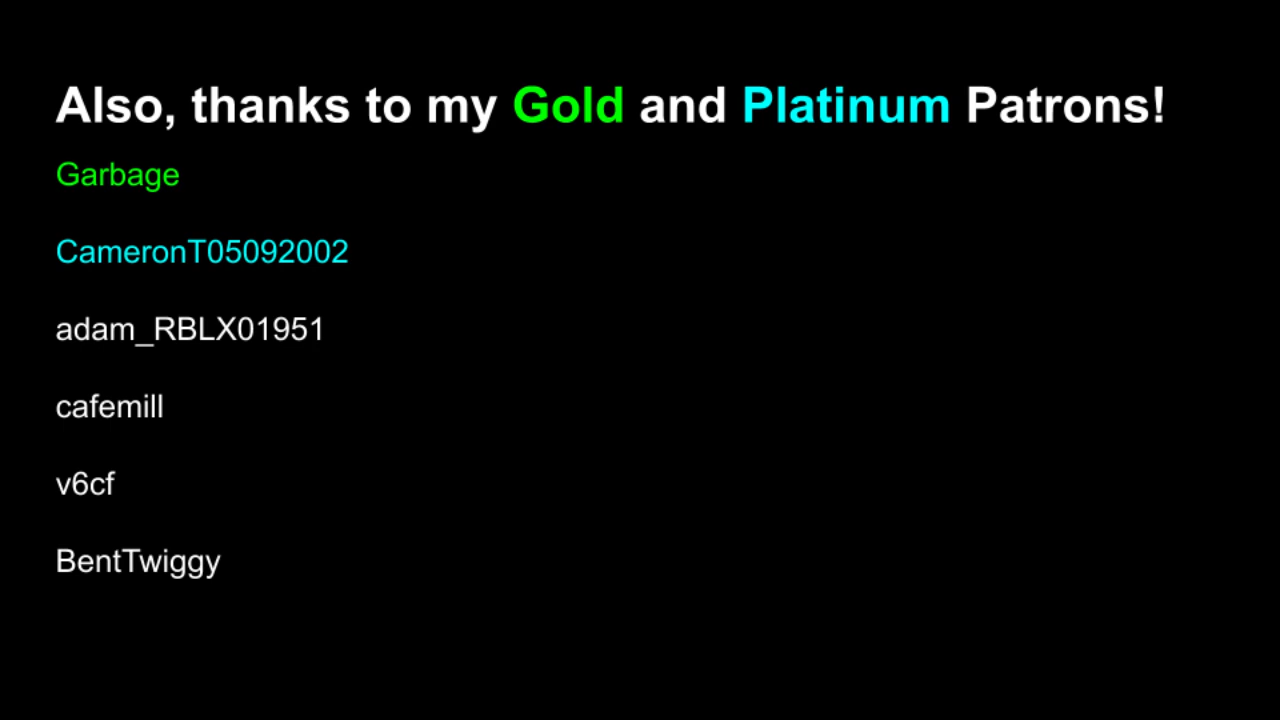 Also, thanks to my Gold and Platinum Patrons!
Garbage
CameronT05092002
adam_RBLX01951
cafemill
v6cf
BentTwiggy